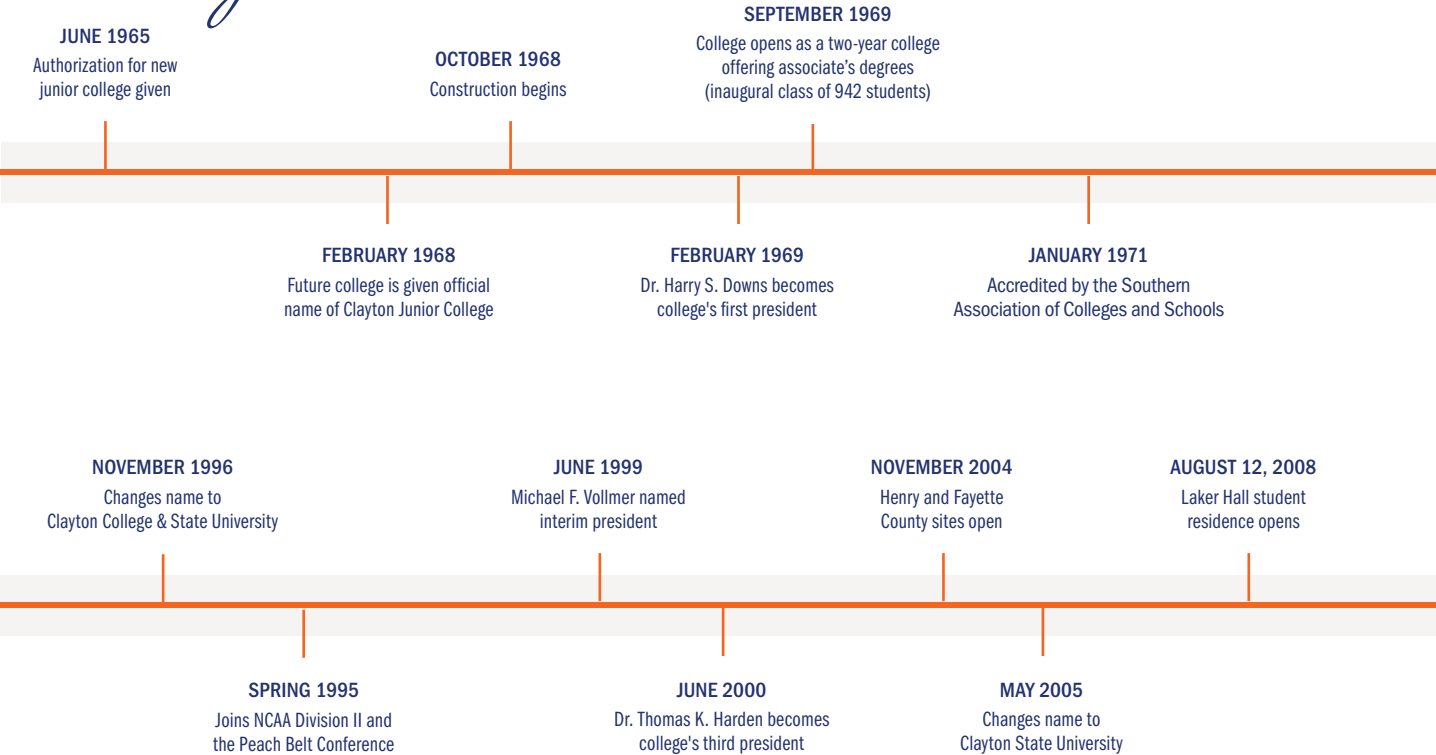 JUNE 1965
Authorization for new
junior college given
OCTOBER 1968
Construction begins
SEPTEMBER 1969
College opens as a two-year college
offering associate’s degrees
(inaugural class of 942 students)
FEBRUARY 1968
Future college is given official
name of Clayton Junior College
FEBRUARY 1969
Dr. Harry S. Downs becomes
college's first president
JANUARY 1971
Accredited by the Southern
Association of Colleges and Schools
NOVEMBER 1996
Changes name to
Clayton College & State University
JUNE 1999
Michael F. Vollmer named
interim president
NOVEMBER 2004
Henry and Fayette
County sites open
AUGUST 12, 2008
Laker Hall student
residence opens
SPRING 1995
Joins NCAA Division II and
the Peach Belt Conference
JUNE 2000
Dr. Thomas K. Harden becomes
college's third president
MAY 2005
Changes name to
Clayton State University